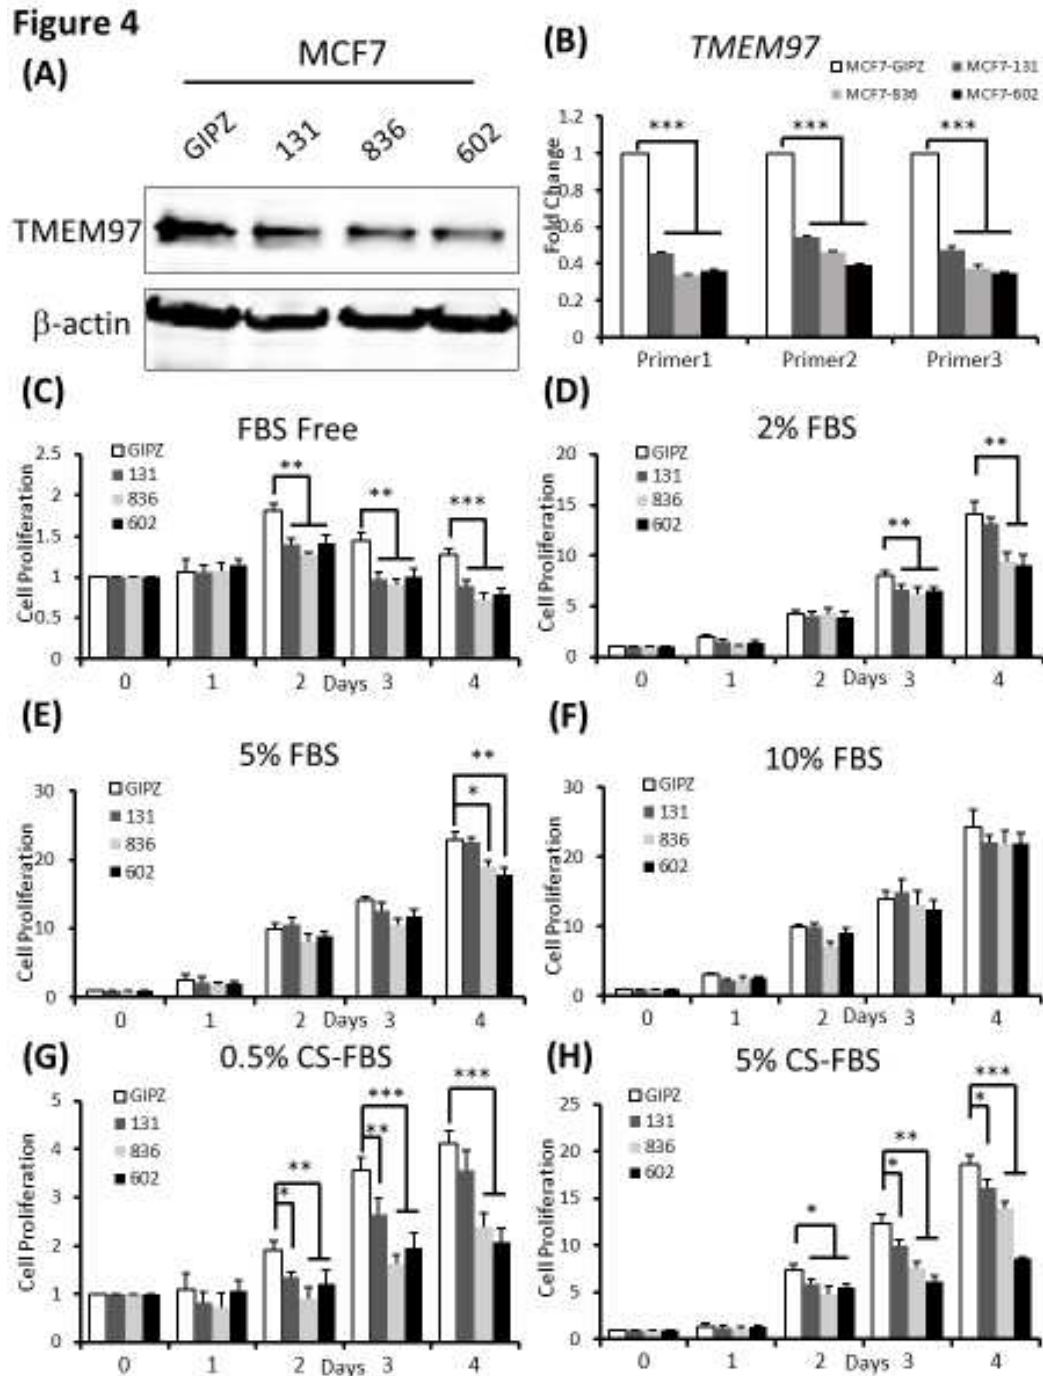 Figure 4
(A)
MCF7
GIPZ 131 836 602
TMEM97
β-actin
(B)
TMEM97
MCF7-GIPZ MCF7-131
MCF7-836 MCF7-602
Fold Change
1.2
1
0.8
0.6
0.4
0.2
0
*** *** ***
Primer1 Primer2 Primer3
(C)
FBS Free
GIPZ
131
836
602
Cell Proliferation
2.5
2
1.5
1
0.5
0
** ** ***
0 1 2 Days 3 4
(D)
2% FBS
GIPZ
131
836
602
Cell Proliferation
20
15
10
5
0
** **
0 1 2 Days 3 4
(E)
5% FBS
GIPZ
131
836
602
Cell Proliferation
30
20
10
0
**
*
0 1 2 Days 3 4
(F)
10% FBS
GIPZ
131
836
602
Cell Proliferation
30
20
10
0
0 1 2 Days 3 4
(G)
0.5% CS-FBS
GIPZ
131
836
602
Cell Proliferation
5
4
3
2
1
0
** *** ***
* **
0 1 2 Days 3 4
(H)
5% CS-FBS
GIPZ
131
836
602
Cell Proliferation
25
20
15
10
5
0
* ** ***
* *
0 1 2 Days 3 4